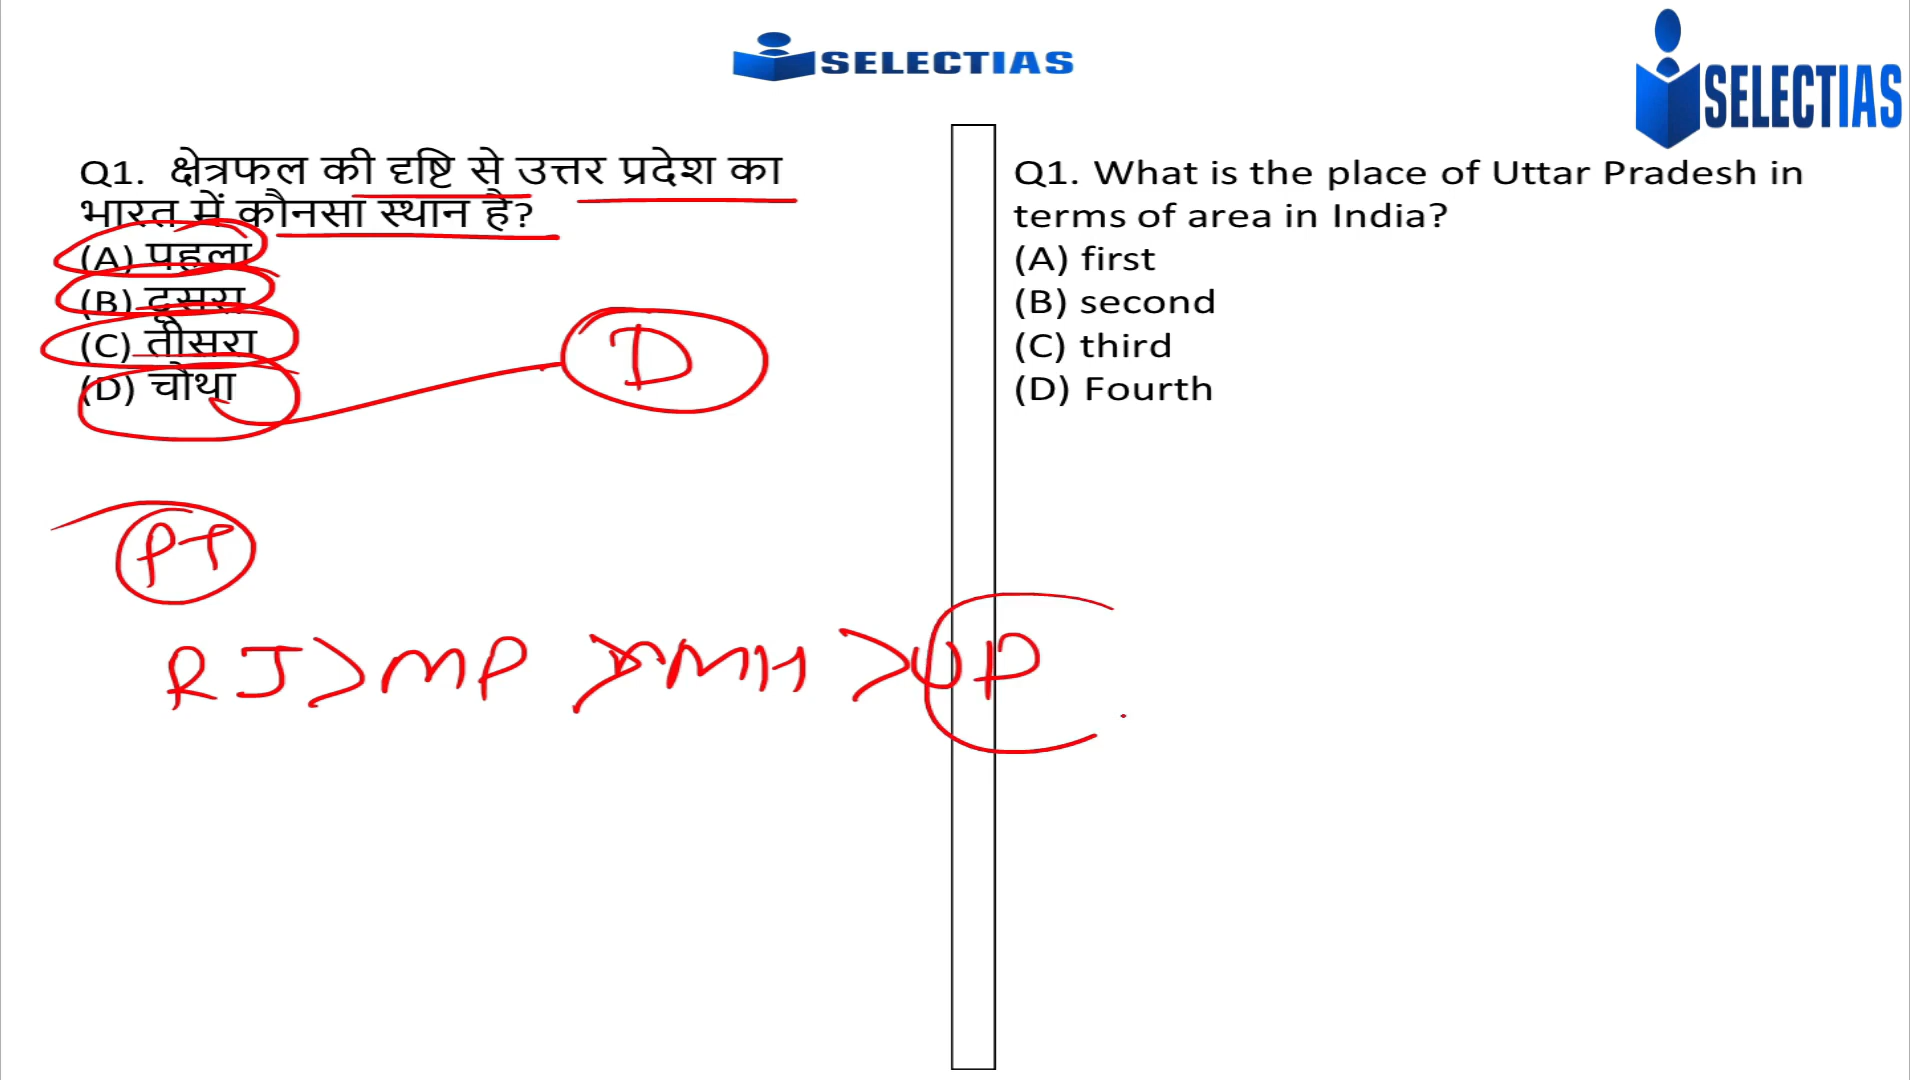 SELECTIAS
SELECTIAS
Q1. क्षेत्रफल की दृष्टि से उत्तर प्रदेश का
भारत में कौनसा स्थान है?
(A) पहला
(B) दूसरा
(C) तीसरा
(D) चौथा
D
PT
RJ > MP > MH > UP
Q1. What is the place of Uttar Pradesh in
terms of area in India?
(A) first
(B) second
(C) third
(D) Fourth